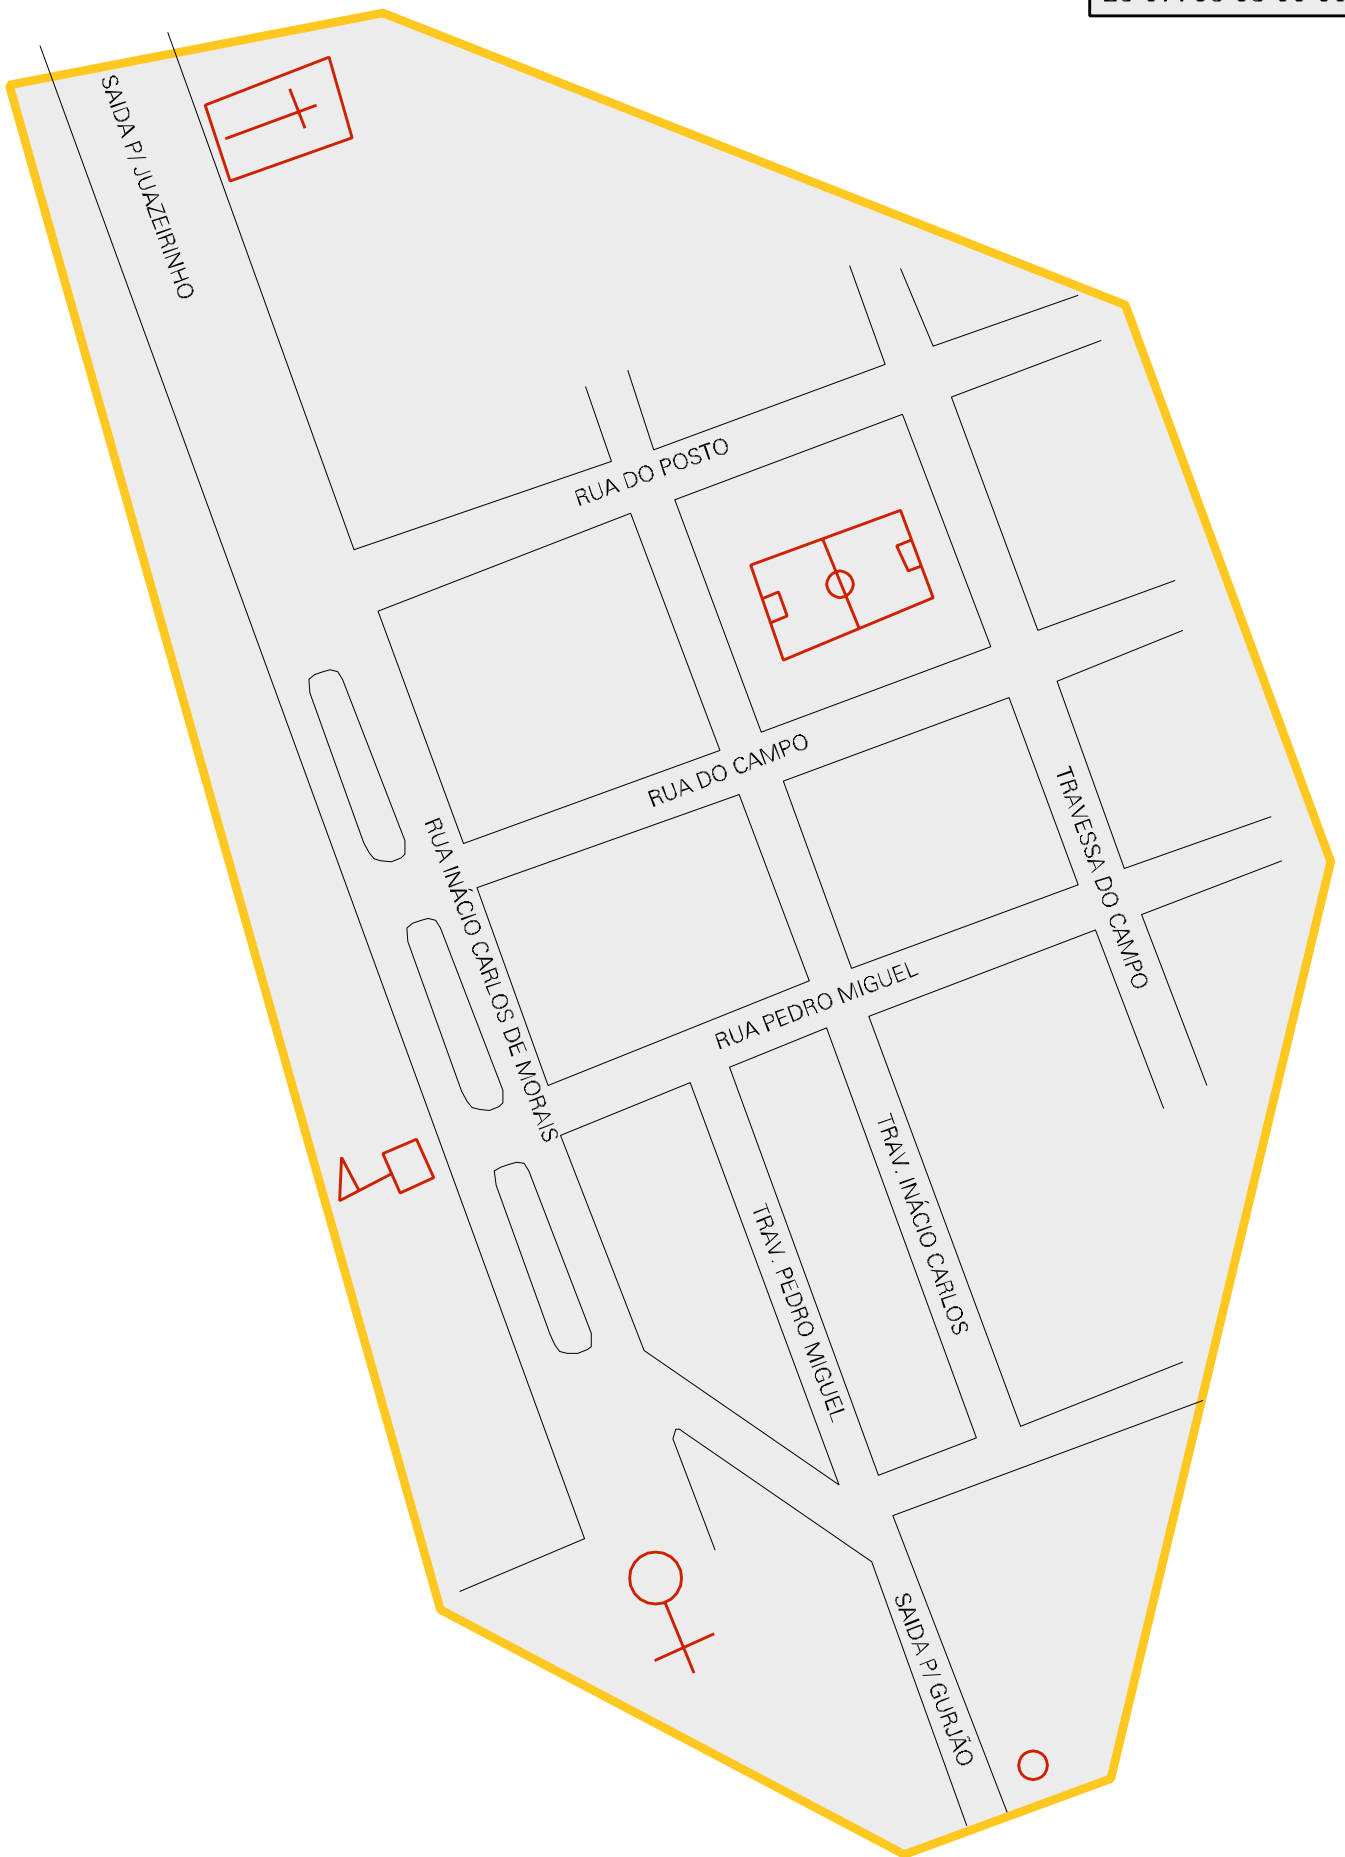 SAIDA P/ JUAZEIRINHO
RUA DO POSTO
RUA DO CAMPO
RUA INÁCIO CARLOS DE MORAIS
TRAVESSA DO CAMPO
RUA PEDRO MIGUEL
TRAV. INÁCIO CARLOS
TRAV. PEDRO MIGUEL
SAIDA P/ GURJÃO